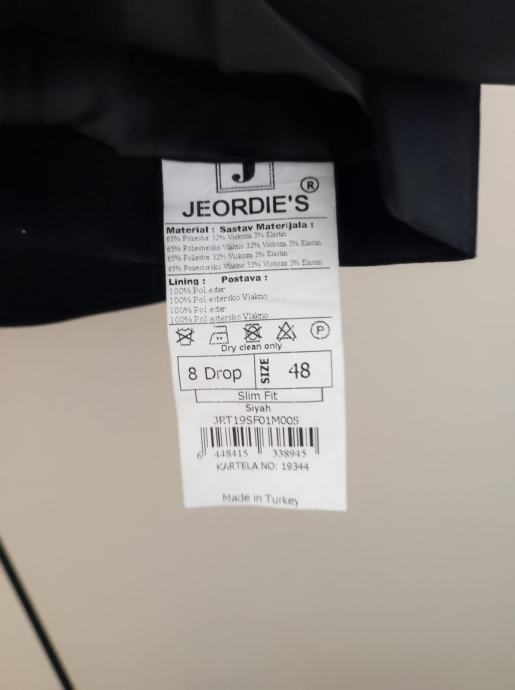 J
JEORDIE'S ®
Material : Sastav Materijala :
65% Poliester 32% Viskoza 3% Elastin
65% Poliestersko Vlakno 32% Viskoza 3% Elastin
65% Poliester 32% Viskoza 3% Elastin
65% Poliestersko Vlakno 32% Viskoza 3% Elastin
Lining : Postava :
100% Poliester
100% Poliestersko Vlakno
100% Poliester
100% Poliestersko Vlakno
P
Dry clean only
8 Drop SIZE 48
Slim Fit
Siyah
JRT19SF01M005
6 448415 338945
KARTELA NO: 19344
Made in Turkey